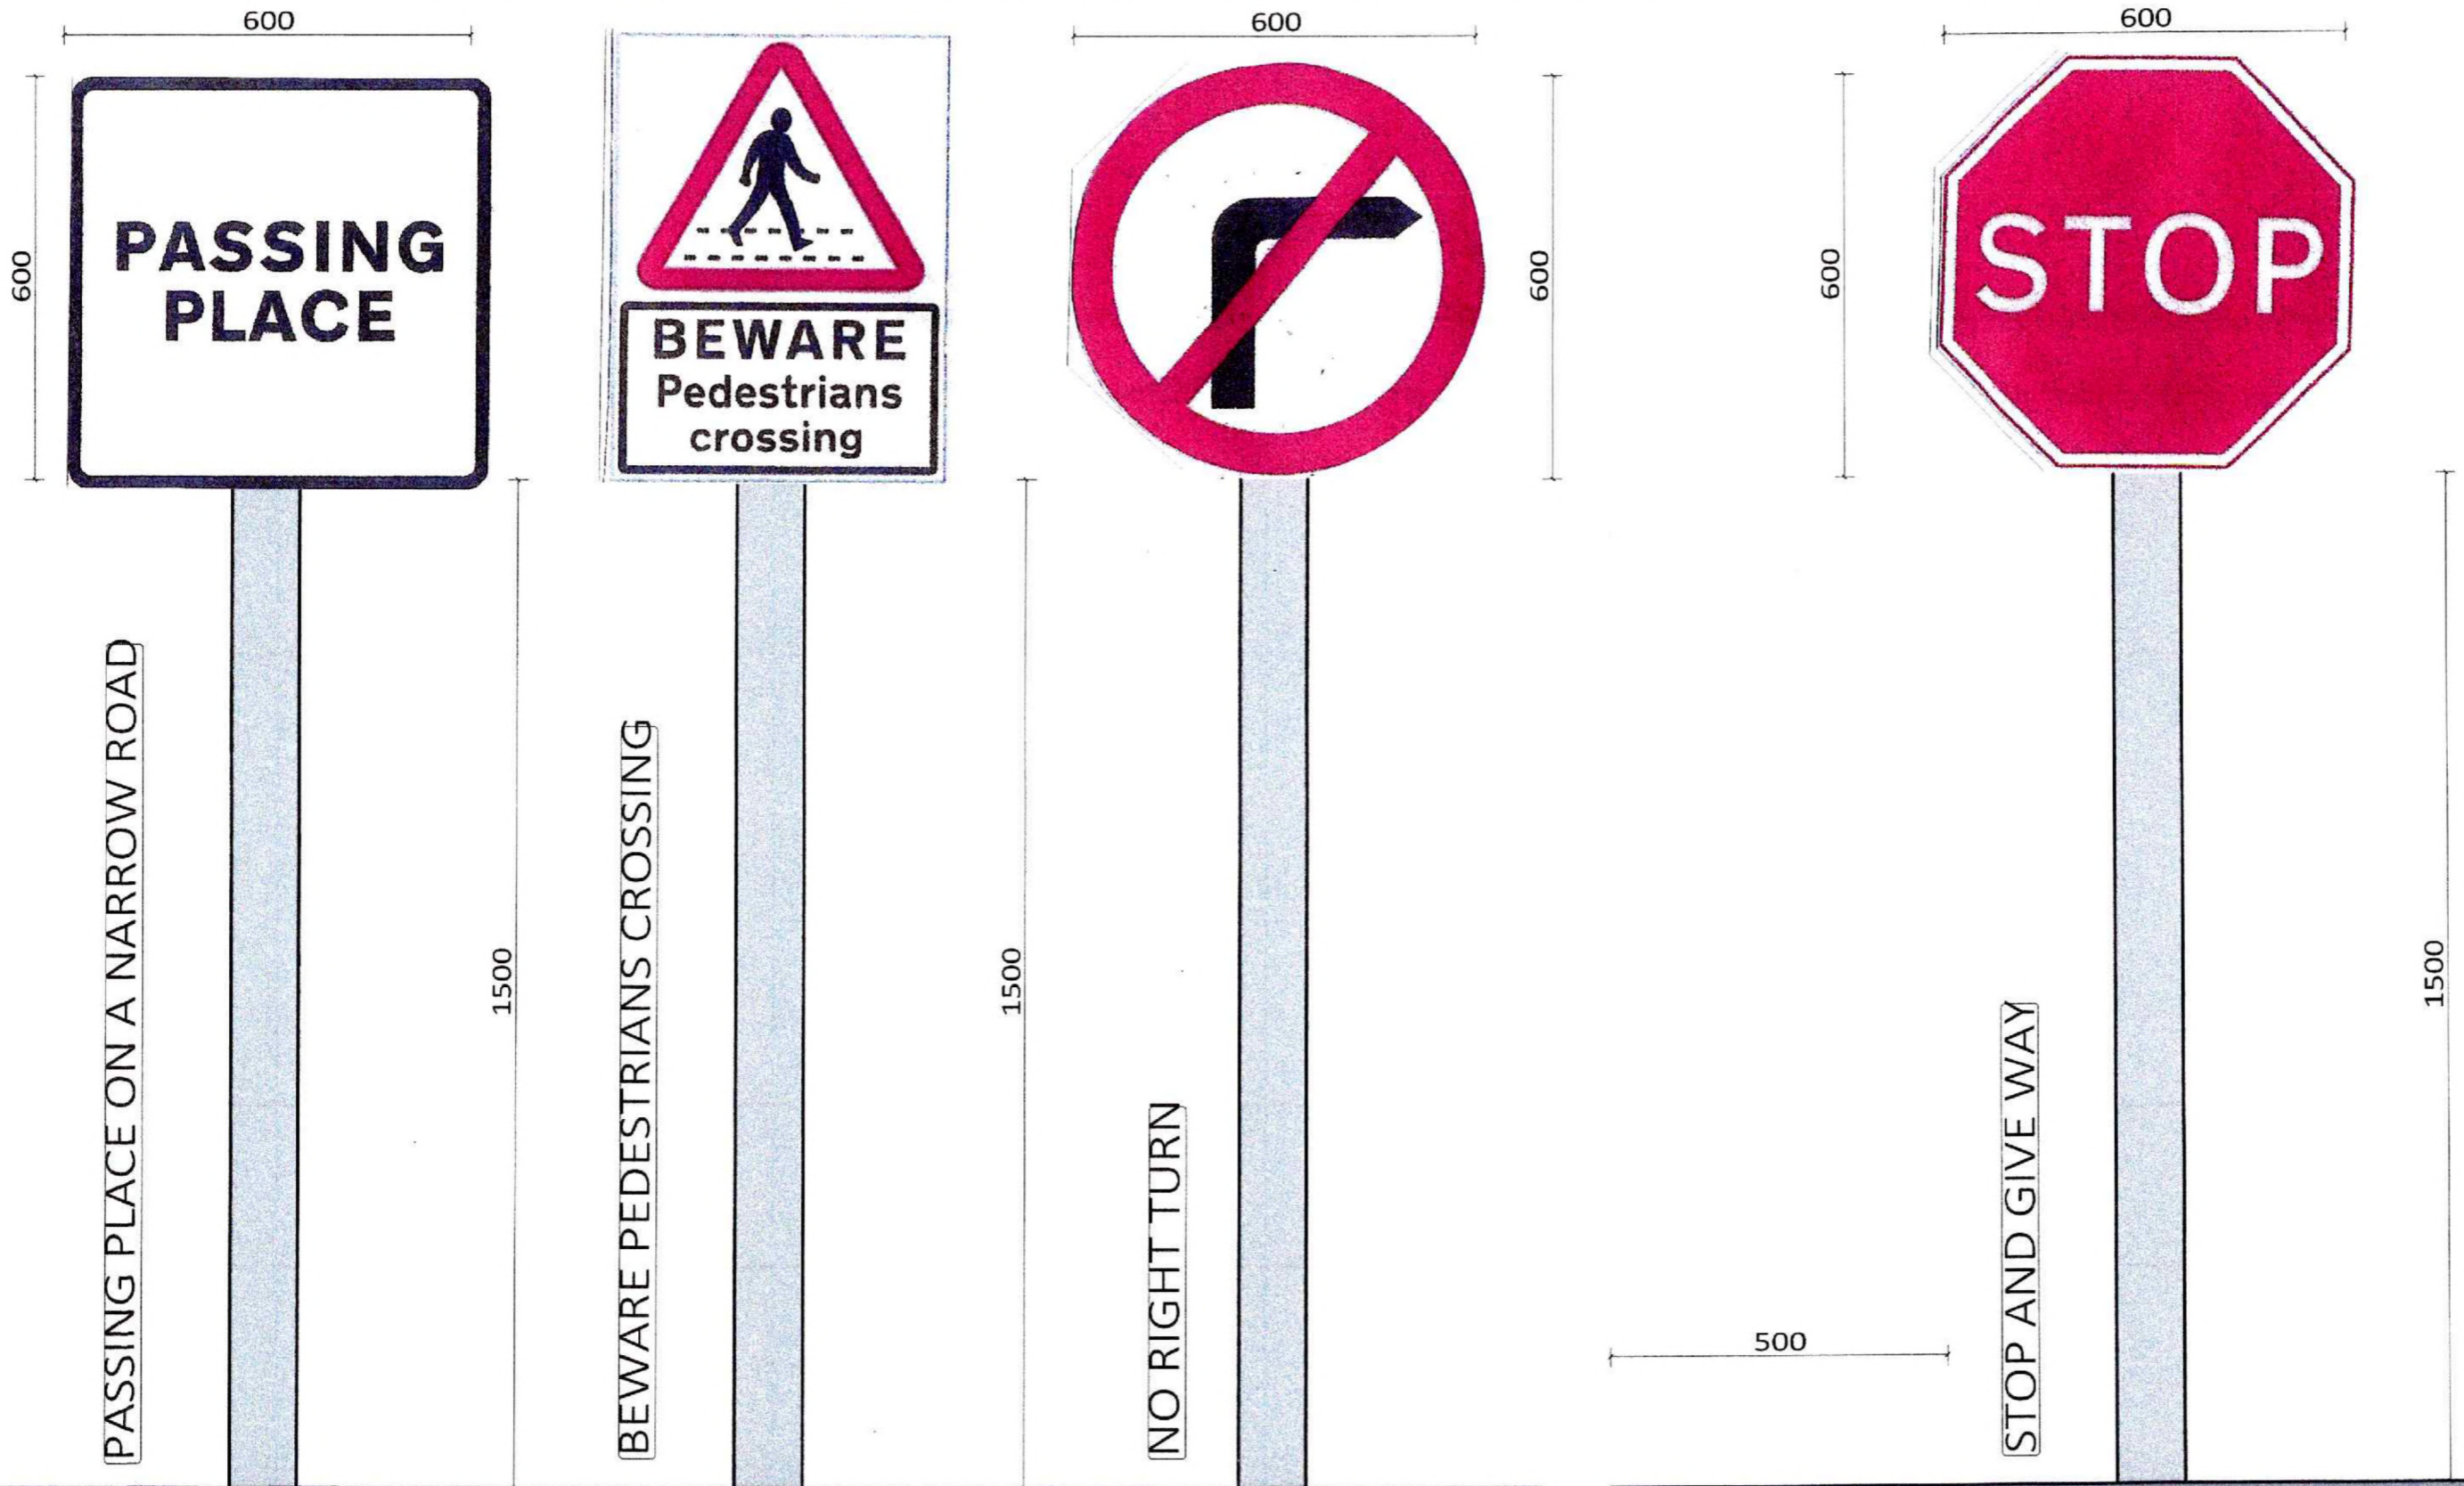 600
600
PASSING
PLACE
PASSING PLACE ON A NARROW ROAD
1500
BEWARE
Pedestrians
crossing
BEWARE PEDESTRIANS CROSSING
1500
600
600
NO RIGHT TURN
600
600
STOP
500
STOP AND GIVE WAY
1500